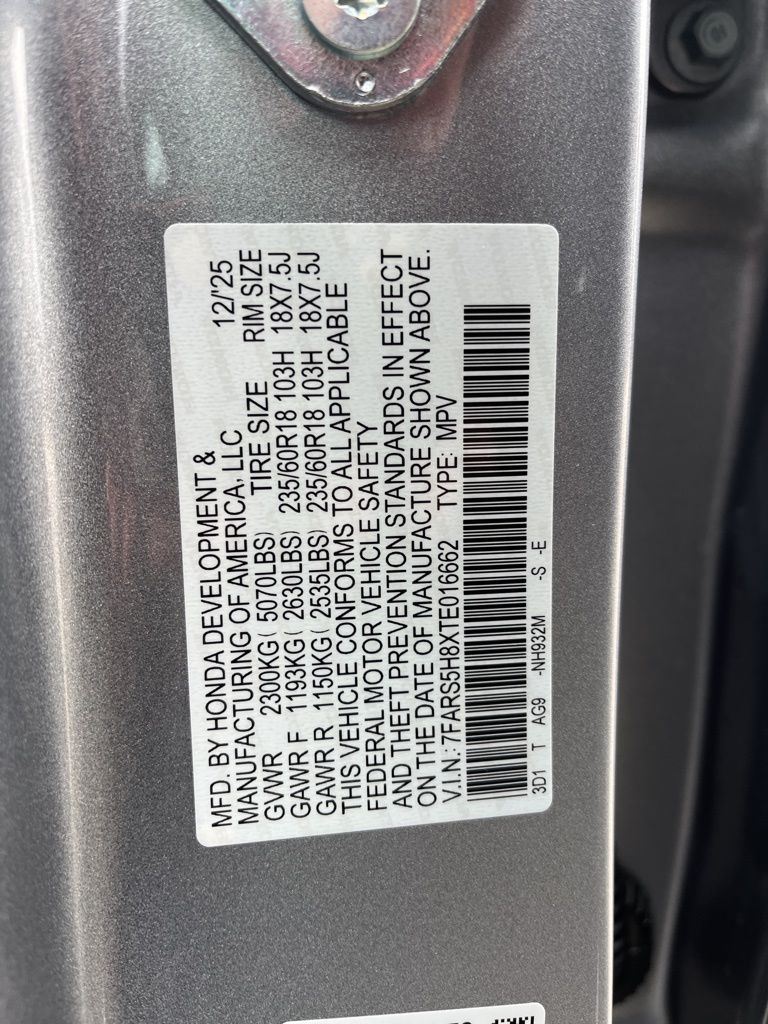 MFD. BY HONDA DEVELOPMENT &
MANUFACTURING OF AMERICA, LLC 12/'25
GVWR 2300KG( 5070LBS) TIRE SIZE RIM SIZE
GAWR F 1193KG( 2630LBS) 235/60R18 103H 18X7.5J
GAWR R 1150KG( 2535LBS) 235/60R18 103H 18X7.5J
THIS VEHICLE CONFORMS TO ALL APPLICABLE
FEDERAL MOTOR VEHICLE SAFETY
AND THEFT PREVENTION STANDARDS IN EFFECT
ON THE DATE OF MANUFACTURE SHOWN ABOVE.
V.I.N.: 7FARS5H8XTE016662 TYPE: MPV
3D1 T AG9 -NH932M -S -E